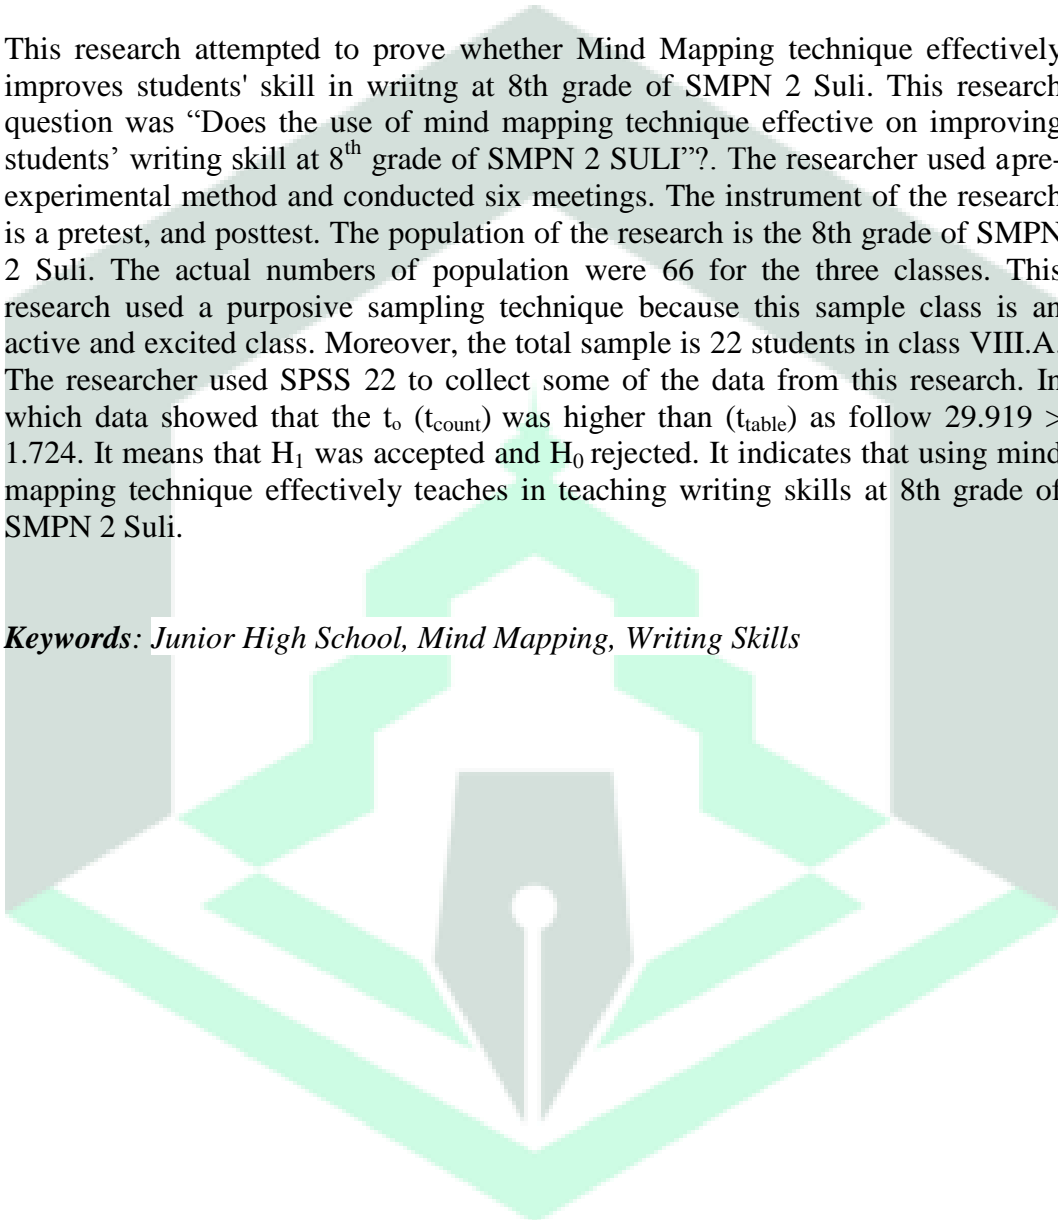 This research attempted to prove whether Mind Mapping technique effectively
improves students' skill in wriitng at 8th grade of SMPN 2 Suli. This research
question was “Does the use of mind mapping technique effective on improving
students’ writing skill at 8th grade of SMPN 2 SULI”?. The researcher used apre-
experimental method and conducted six meetings. The instrument of the research
is a pretest, and posttest. The population of the research is the 8th grade of SMPN
2 Suli. The actual numbers of population were 66 for the three classes. This
research used a purposive sampling technique because this sample class is an
active and excited class. Moreover, the total sample is 22 students in class VIII.A.
The researcher used SPSS 22 to collect some of the data from this research. In
which data showed that the to (tcount) was higher than (ttable) as follow 29.919 >
1.724. It means that H1 was accepted and H0 rejected. It indicates that using mind
mapping technique effectively teaches in teaching writing skills at 8th grade of
SMPN 2 Suli.
Keywords: Junior High School, Mind Mapping, Writing Skills